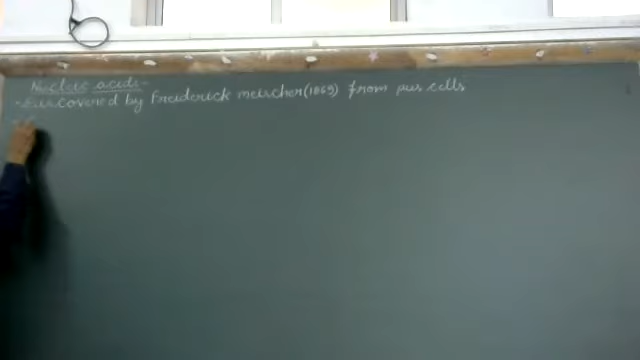 Nucleic acids-
- Discovered by Freiderick meischer(1869) from pus cells